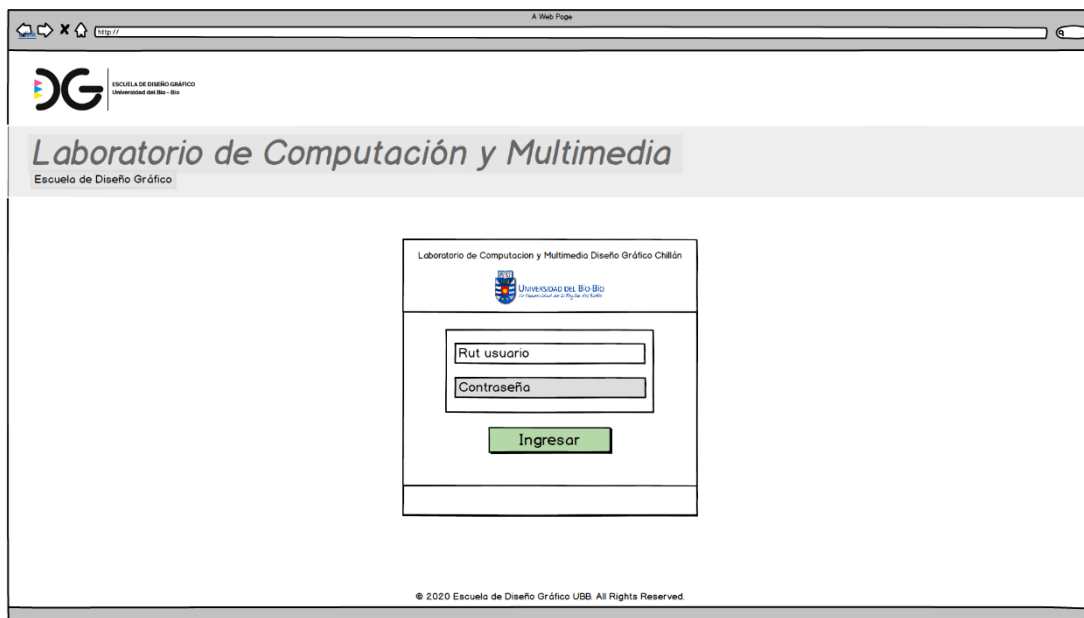 A Web Page
http://
DG
ESCUELA DE DISEÑO GRÁFICO
Universidad del Bío - Bío
Laboratorio de Computación y Multimedia
Escuela de Diseño Gráfico
Laboratorio de Computacion y Multimedia Diseño Gráfico Chillán
UNIVERSIDAD DEL BÍO-BÍO
Rut usuario
Contraseña
Ingresar
© 2020 Escuela de Diseño Gráfico UBB. All Rights Reserved.